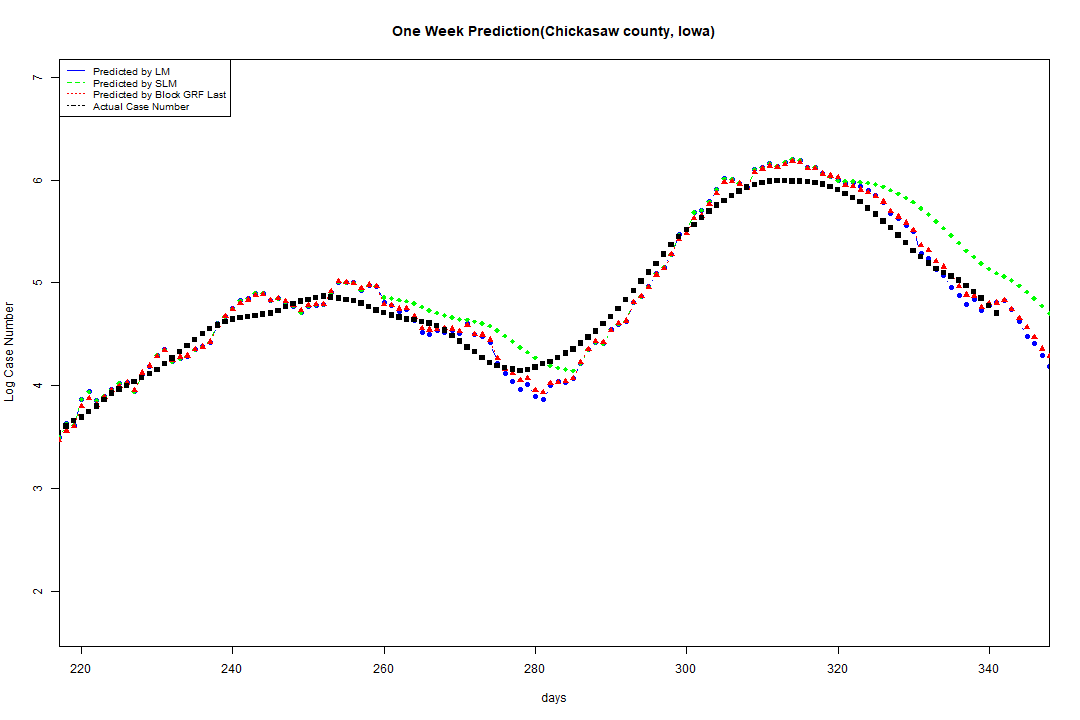 One Week Prediction(Chickasaw county, Iowa)
Predicted by LM
Predicted by SLM
Predicted by Block GRF Last
Actual Case Number
7
6
5
4
3
2
Log Case Number
220 240 260 280 300 320 340
days